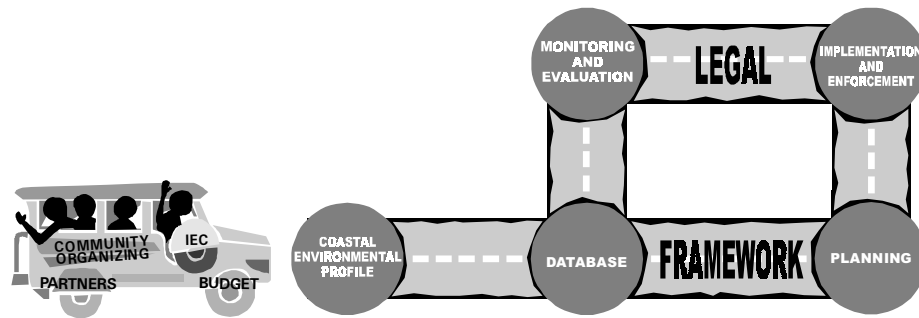 MONITORING
AND
EVALUATION
LEGAL
IMPLEMENTATION
AND
ENFORCEMENT
COMMUNITY
ORGANIZING
IEC
PARTNERS
BUDGET
COASTAL
ENVIRONMENTAL
PROFILE
DATABASE
FRAMEWORK
PLANNING